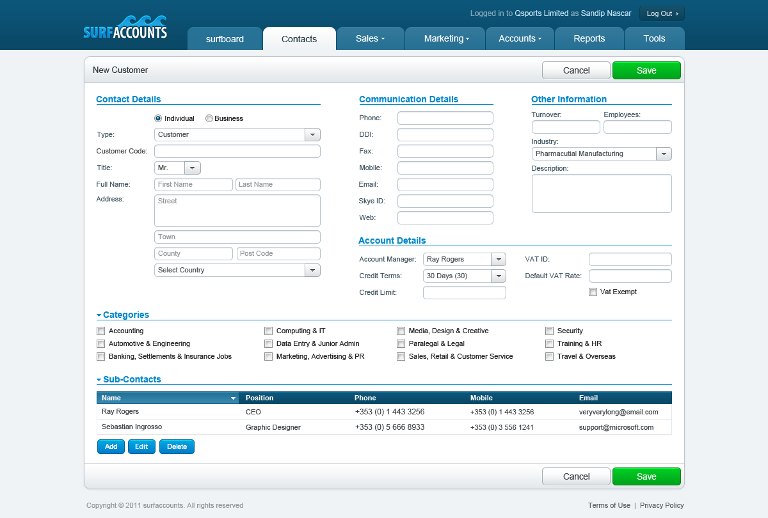 Logged in to Qsports Limited as Sandip Nascar Log Out
SURFACCOUNTS
surfboard Contacts Sales Marketing Accounts Reports Tools
New Customer Cancel Save
Contact Details Communication Details Other Information
Individual Business Phone: Turnover: Employees:
Type: Customer DDI:
Customer Code: Fax: Industry:
Pharmacutial Manufacturing
Title: Mr. Mobile: Description:
Full Name: First Name Last Name Email:
Address: Street Skye ID:
Web:
Town Account Details
County Post Code Account Manager: Ray Rogers VAT ID:
Select Country Credit Terms: 30 Days (30) Default VAT Rate:
Credit Limit: Vat Exempt
Categories
Accounting Computing & IT Media, Design & Creative Security
Automotive & Engineering Data Entry & Junior Admin Paralegal & Legal Training & HR
Banking, Settlements & Insurance Jobs Marketing, Advertising & PR Sales, Retail & Customer Service Travel & Overseas
Sub-Contacts
Name Position Phone Mobile Email
Ray Rogers CEO +353 (0) 1 443 3256 +353 (0) 1 443 3256 veryverylong@email.com
Sebastian Ingrosso Graphic Designer +353 (0) 5 666 8933 +353 (0) 3 556 1241 support@microsoft.com
Add Edit Delete
Cancel Save
Copyright © 2011 surfaccounts. All rights reserved Terms of Use | Privacy Policy